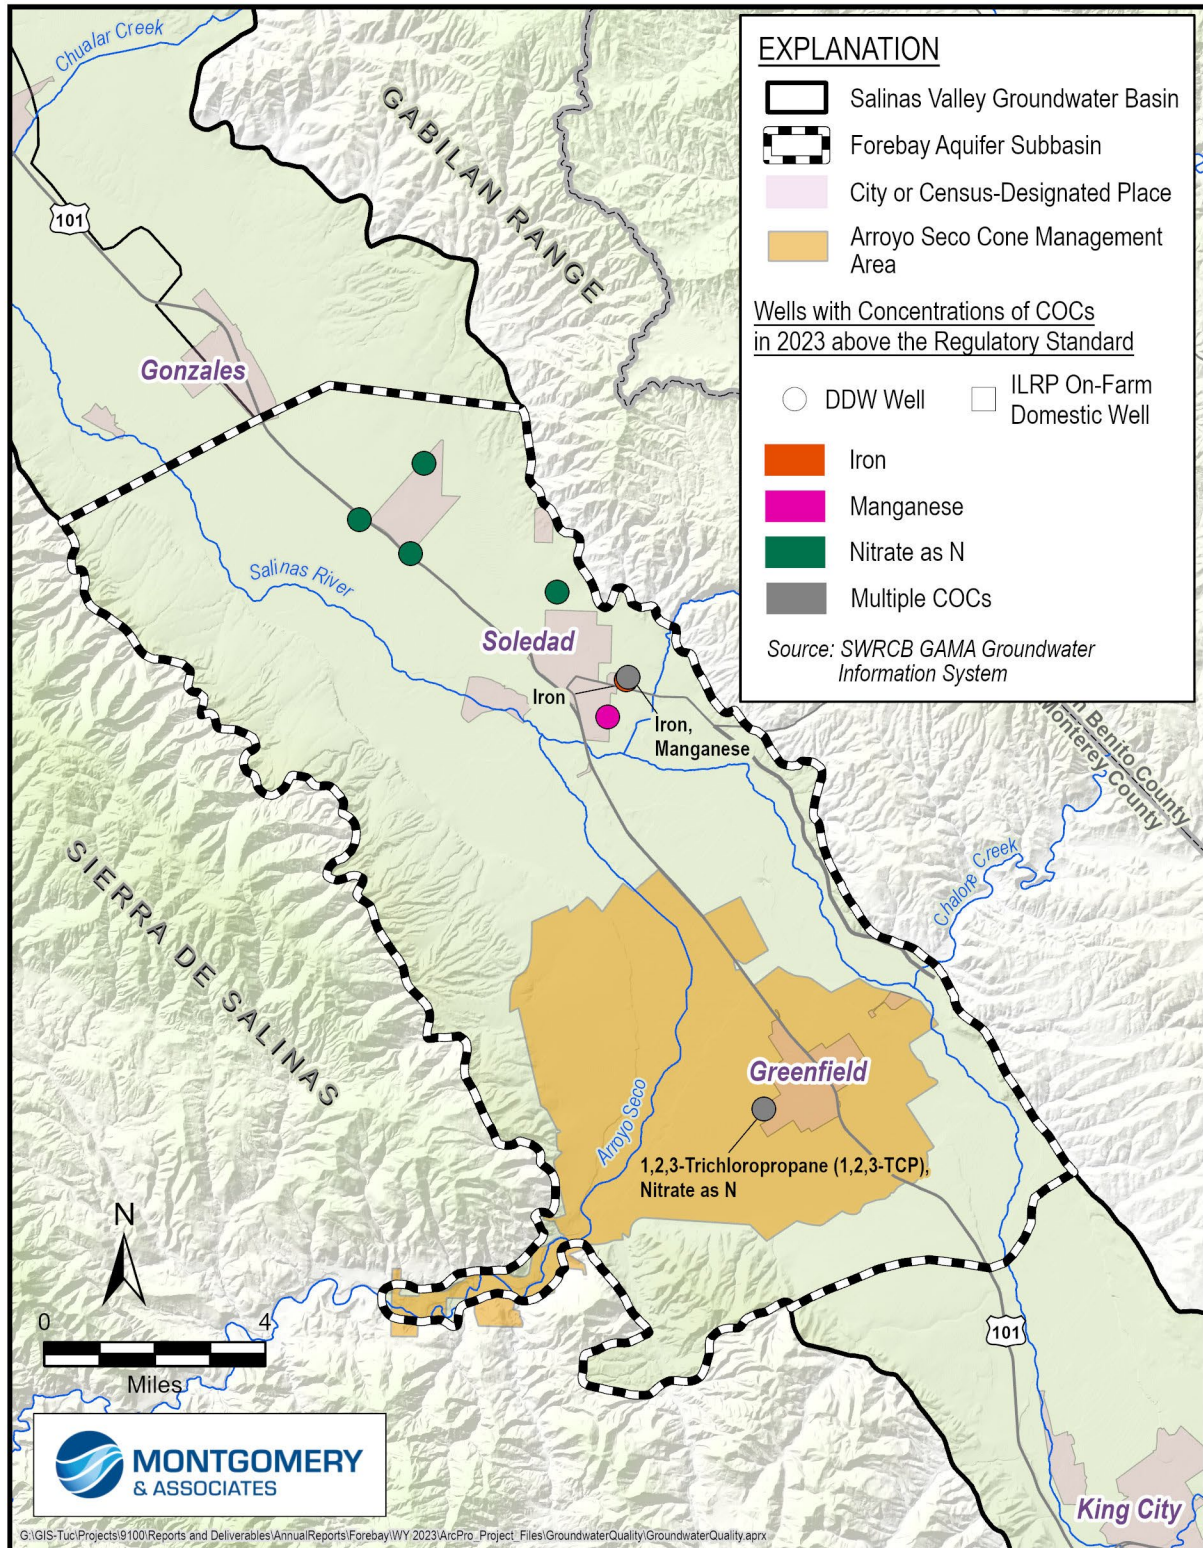 Chualar Creek
GABILAN RANGE
101
Gonzales
Salinas River
Soledad
Iron
Iron,
Manganese
SIERRA DE SALINAS
Chalone Creek
n Benito County
Monterey County
Greenfield
Arroyo Seco
1,2,3-Trichloropropane (1,2,3-TCP),
Nitrate as N
101
King City
EXPLANATION
Salinas Valley Groundwater Basin
Forebay Aquifer Subbasin
City or Census-Designated Place
Arroyo Seco Cone Management
Area
Wells with Concentrations of COCs
in 2023 above the Regulatory Standard
DDW Well
ILRP On-Farm
Domestic Well
Iron
Manganese
Nitrate as N
Multiple COCs
Source: SWRCB GAMA Groundwater
Information System
N
0 4
Miles
MONTGOMERY
& ASSOCIATES
G:\GIS-Tuc\Projects\9100\Reports and Deliverables\AnnualReports\Forebay\WY 2023\ArcPro_Project_Files\GroundwaterQuality\GroundwaterQuality.aprx